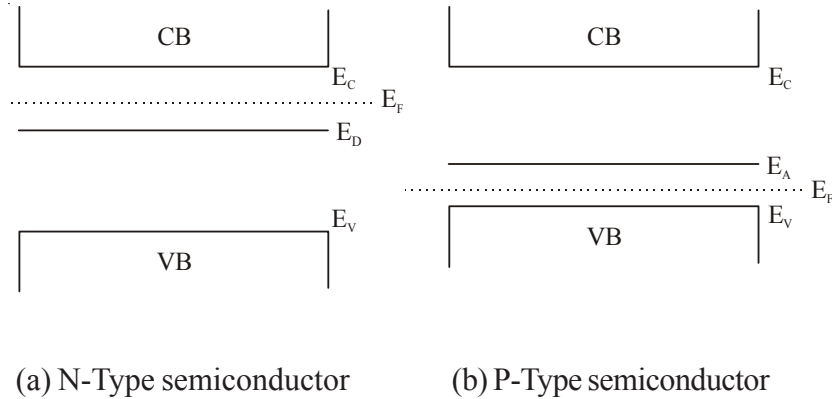 CB
E_C
E_F
E_D
E_V
VB
(a) N-Type semiconductor
CB
E_C
E_A
E_F
E_V
VB
(b) P-Type semiconductor